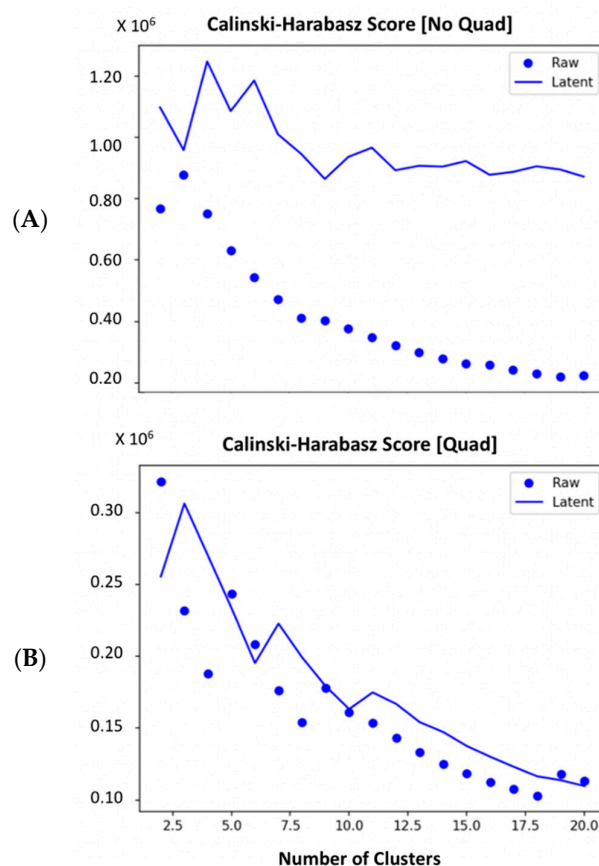 Calinski-Harabasz Score [No Quad]
X 10⁶
1.20
1.00
0.80
0.60
0.40
0.20
Raw
Latent
(A)
Calinski-Harabasz Score [Quad]
X 10⁶
0.30
0.25
0.20
0.15
0.10
Raw
Latent
(B)
2.5 5.0 7.5 10.0 12.5 15.0 17.5 20.0
Number of Clusters